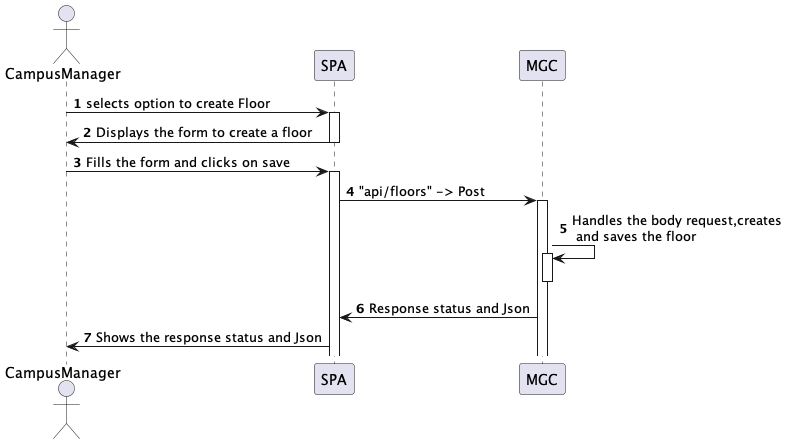 CampusManager
SPA
MGC
1 selects option to create Floor
2 Displays the form to create a floor
3 Fills the form and clicks on save
4 "api/floors" -> Post
5 Handles the body request,creates
and saves the floor
6 Response status and Json
7 Shows the response status and Json
CampusManager
SPA
MGC